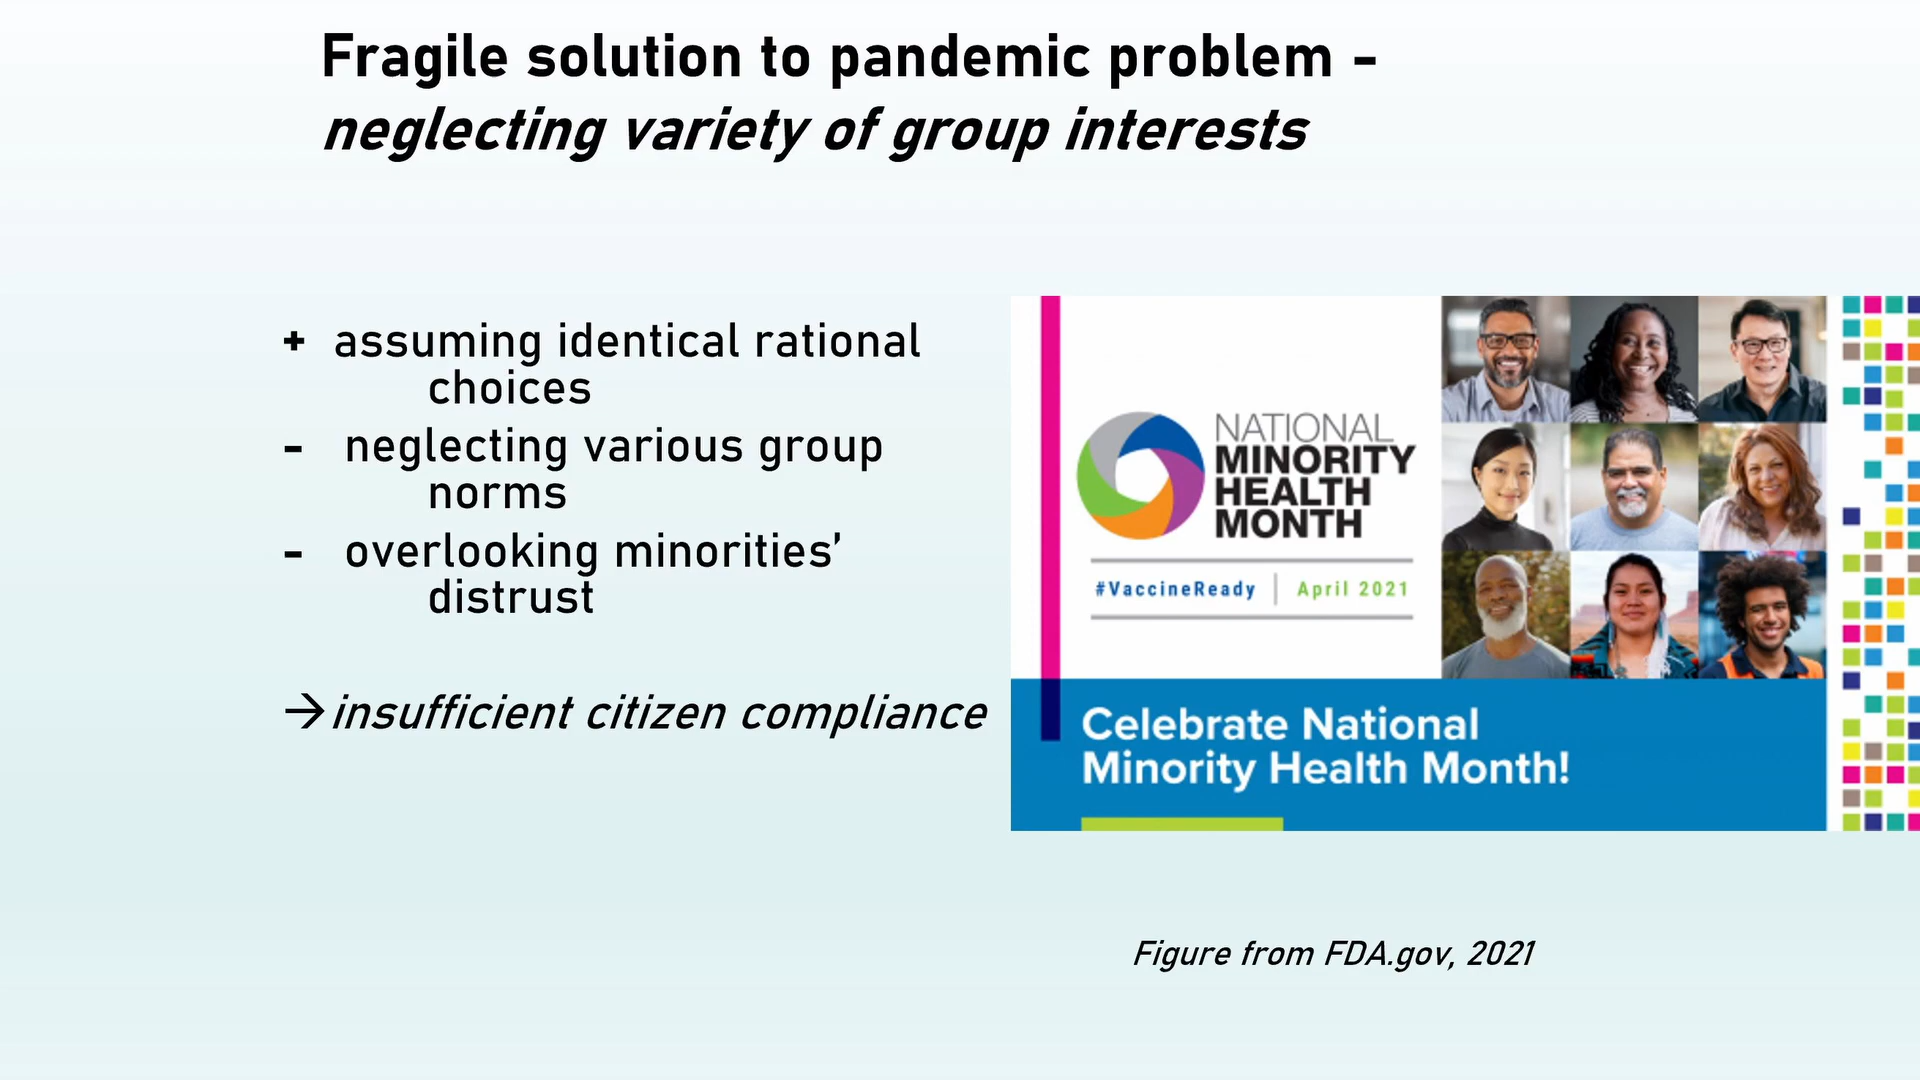 Fragile solution to pandemic problem -
neglecting variety of group interests
+ assuming identical rational
choices
- neglecting various group
norms
- overlooking minorities’
distrust
→insufficient citizen compliance
NATIONAL
MINORITY
HEALTH
MONTH
#VaccineReady | April 2021
Celebrate National
Minority Health Month!
Figure from FDA.gov, 2021